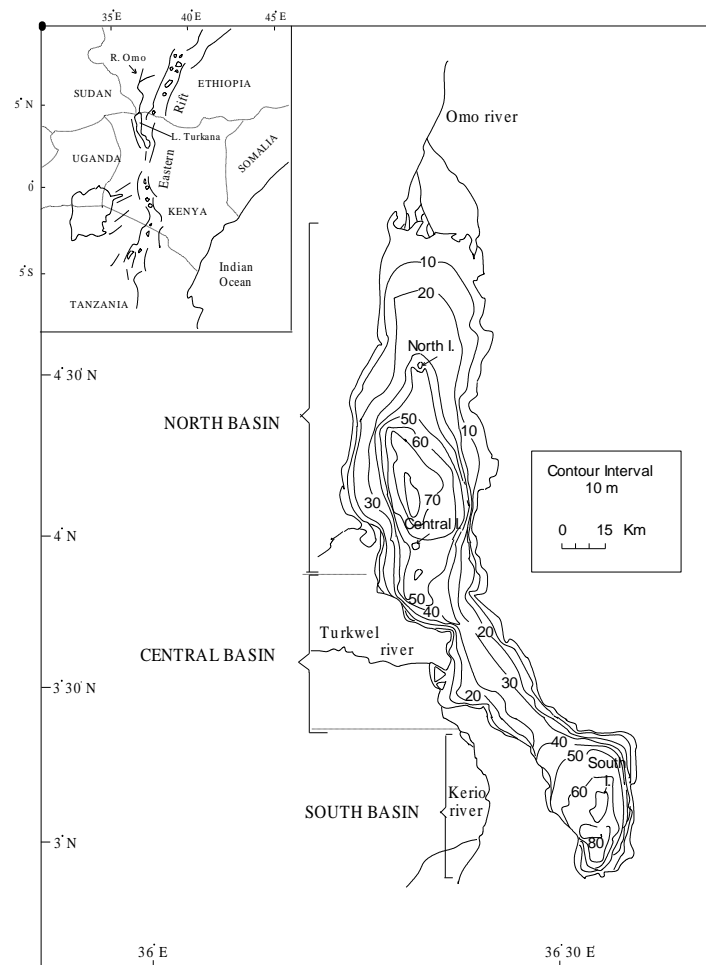 35°E
40°E
45°E
R. Omo
ETHIOPIA
SUDAN
Rift
5°N
L. Turkana
UGANDA
Eastern
SOMALIA
0°
KENYA
5°S
Indian
Ocean
TANZANIA
Omo river
10
20
4°30' N
North I.
NORTH BASIN
50
60
10
30
70
Contour Interval
10 m
0 15 Km
4° N
Central I.
50
40
Turkwel
river
CENTRAL BASIN
20
30
3°30' N
20
40
50
South
I.
60
Kerio
river
SOUTH BASIN
80
3° N
36° E
36°30' E